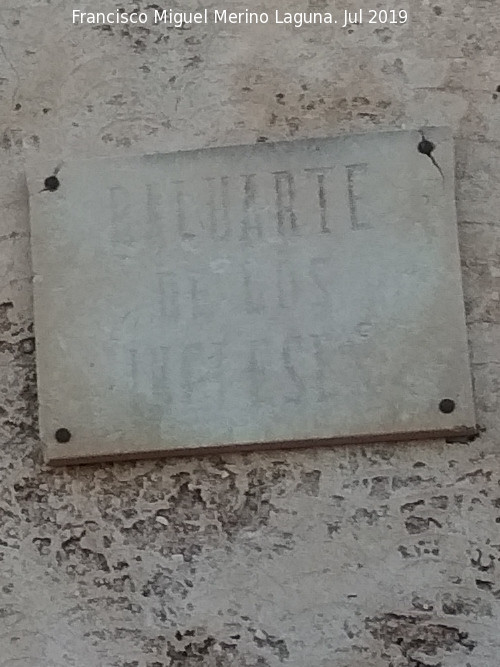 Francisco Miguel Merino Laguna. Jul 2019
BALUARTE
DE LOS
INGLESES